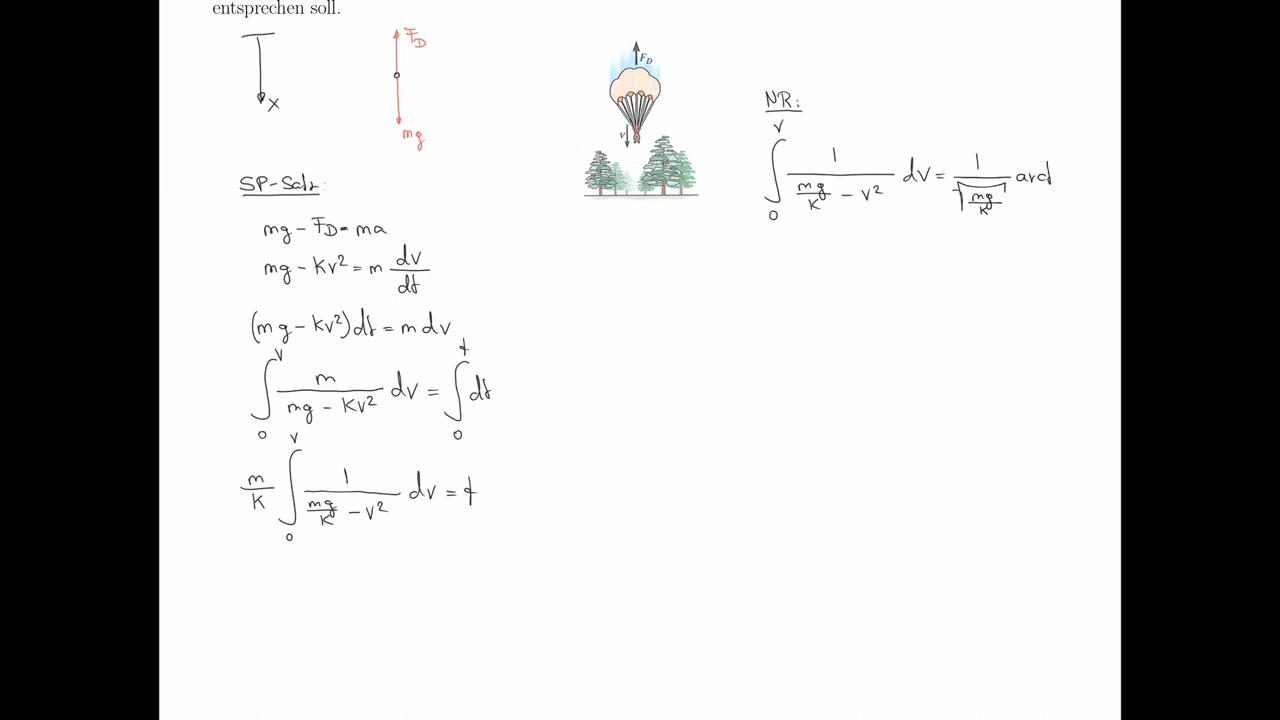 entsprechen soll.
F_D
x
mg
F_D
v
SP-Satz:
mg - F_D = ma
mg - kv² = m dv/dt
(mg - kv²)dt = m dv
∫₀^v m/(mg - kv²) dv = ∫₀^t dt
m/k ∫₀^v 1/(mg/k - v²) dv = t
NR:
∫₀^v 1/(mg/k - v²) dv = 1/√(mg/k) arct